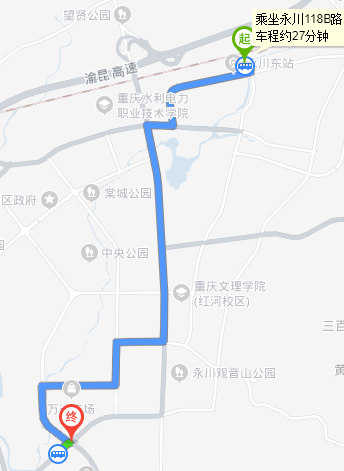 望贤公园
乘坐永川118B路
车程约27分钟
起
川东站
渝昆高速
重庆水利电力
职业技术学院
棠城公园
区政府
中央公园
重庆文理学院
(红河校区)
三百
永川观音山公园
黄
场
终